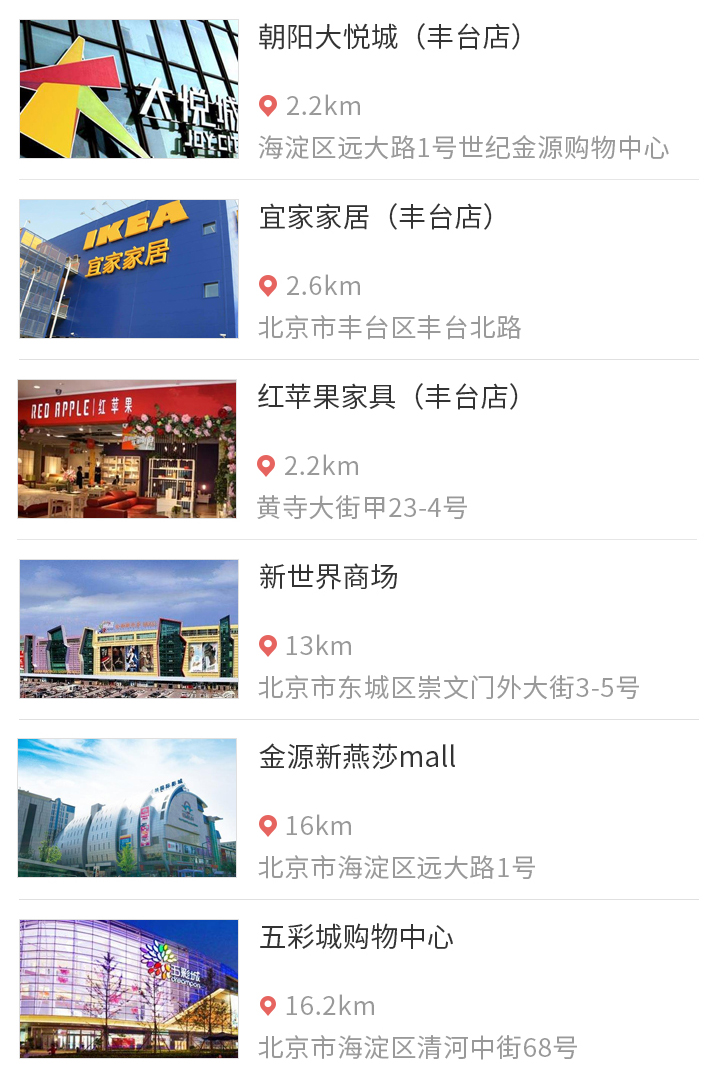 朝阳大悦城（丰台店）
大悦城
JOY CIT
2.2km
海淀区远大路1号世纪金源购物中心
宜家家居（丰台店）
IKEA
宜家家居
2.6km
北京市丰台区丰台北路
红苹果家具（丰台店）
RED APPLE 红苹果
2.2km
黄寺大街甲23-4号
新世界商场
13km
北京市东城区崇文门外大街3-5号
金源新燕莎mall
16km
北京市海淀区远大路1号
五彩城购物中心
五彩城
16.2km
北京市海淀区清河中街68号